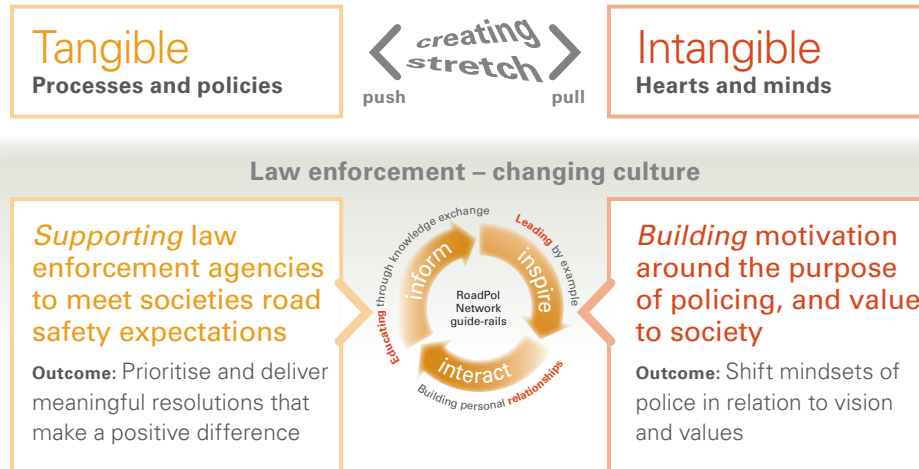 Tangible
Processes and policies
creating
stretch
push
pull
Intangible
Hearts and minds
Law enforcement – changing culture
Supporting law
enforcement agencies
to meet societies road
safety expectations
Outcome: Prioritise and deliver
meaningful resolutions that
make a positive difference
Educating through knowledge exchange
Leading by example
Building personal relationships
inform
inspire
interact
RoadPol
Network
guide-rails
Building motivation
around the purpose
of policing, and value
to society
Outcome: Shift mindsets of
police in relation to vision
and values